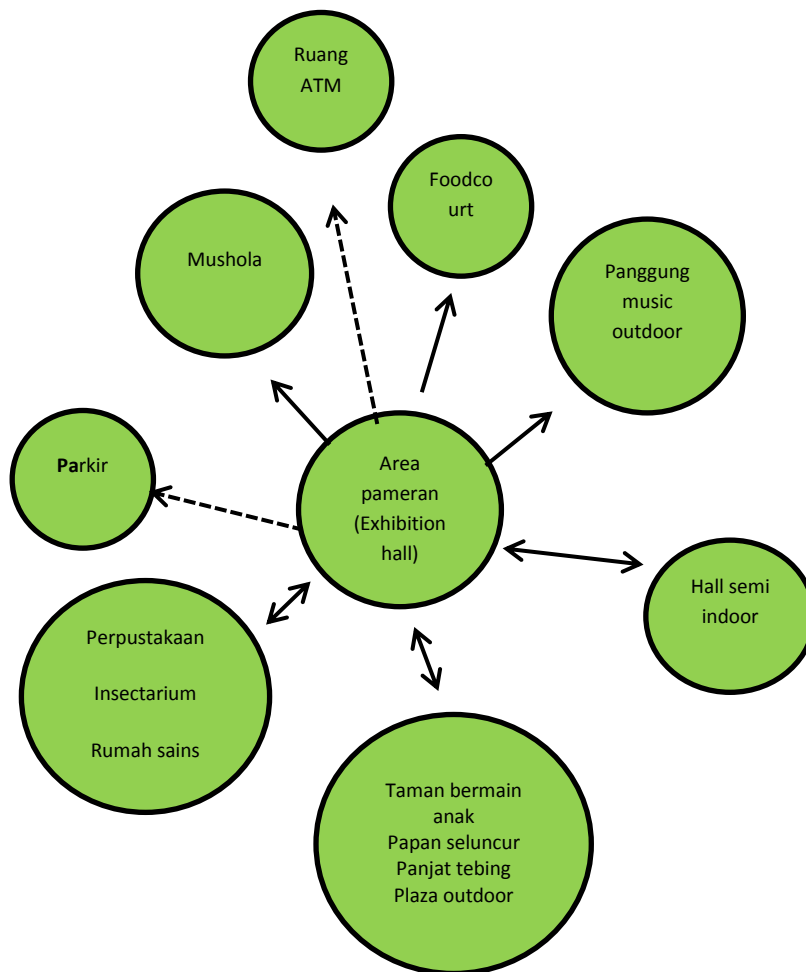 Ruang
ATM
Foodco
urt
Mushola
Panggung
music
outdoor
Parkir
Area
pameran
(Exhibition
hall)
Hall semi
indoor
Perpustakaan
Insectarium
Rumah sains
Taman bermain
anak
Papan seluncur
Panjat tebing
Plaza outdoor